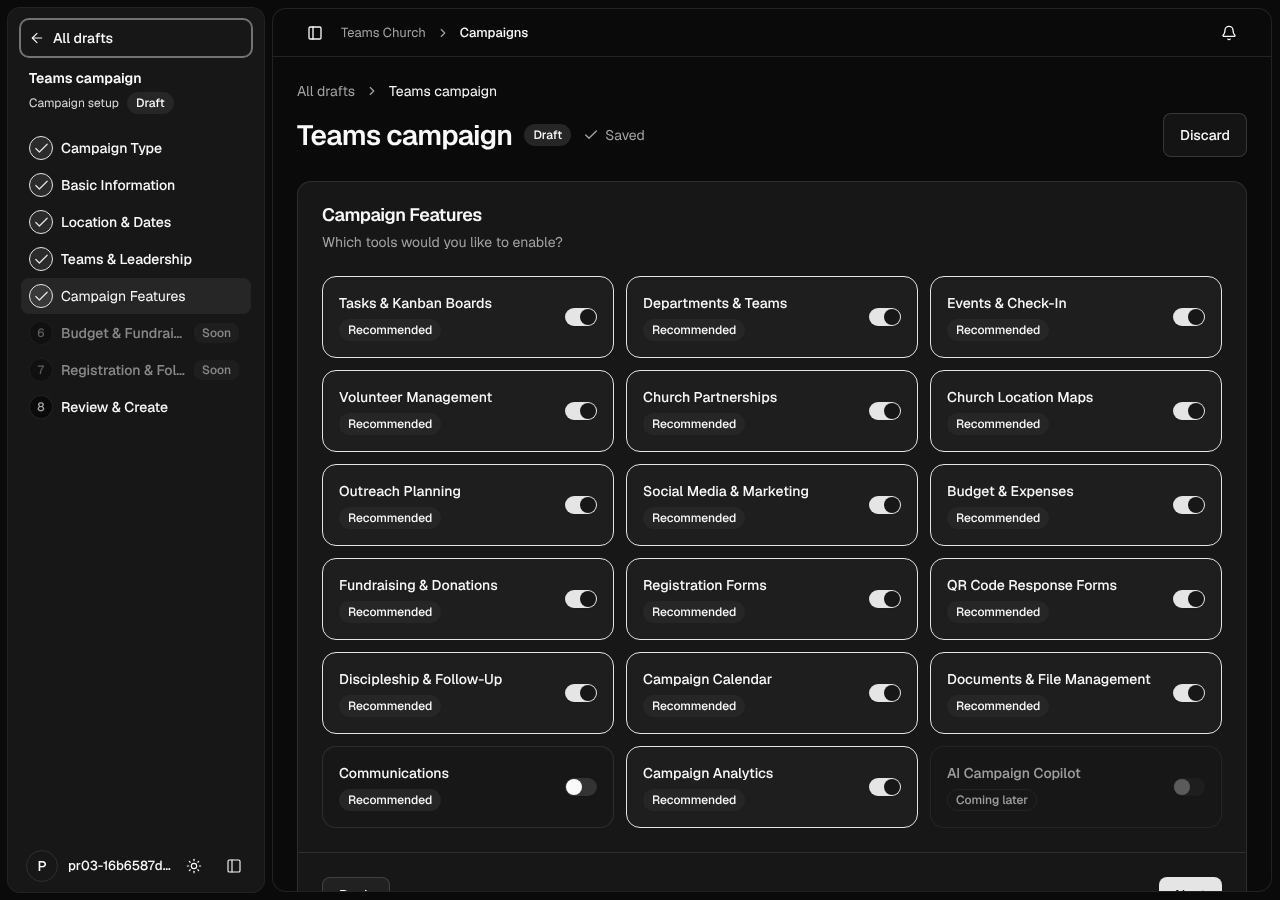 All drafts
Teams campaign
Campaign setup Draft
Campaign Type
Basic Information
Location & Dates
Teams & Leadership
Campaign Features
6 Budget & Fundrai... Soon
7 Registration & Fol... Soon
8 Review & Create
P pr03-16b6587d...
Teams Church > Campaigns
All drafts > Teams campaign
Teams campaign Draft Saved
Discard
Campaign Features
Which tools would you like to enable?
Tasks & Kanban Boards
Recommended
Departments & Teams
Recommended
Events & Check-In
Recommended
Volunteer Management
Recommended
Church Partnerships
Recommended
Church Location Maps
Recommended
Outreach Planning
Recommended
Social Media & Marketing
Recommended
Budget & Expenses
Recommended
Fundraising & Donations
Recommended
Registration Forms
Recommended
QR Code Response Forms
Recommended
Discipleship & Follow-Up
Recommended
Campaign Calendar
Recommended
Documents & File Management
Recommended
Communications
Recommended
Campaign Analytics
Recommended
AI Campaign Copilot
Coming later